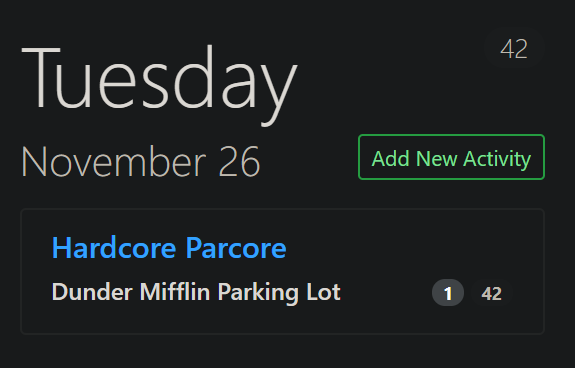 Tuesday
42
November 26
Add New Activity
Hardcore Parcore
Dunder Mifflin Parking Lot
1
42